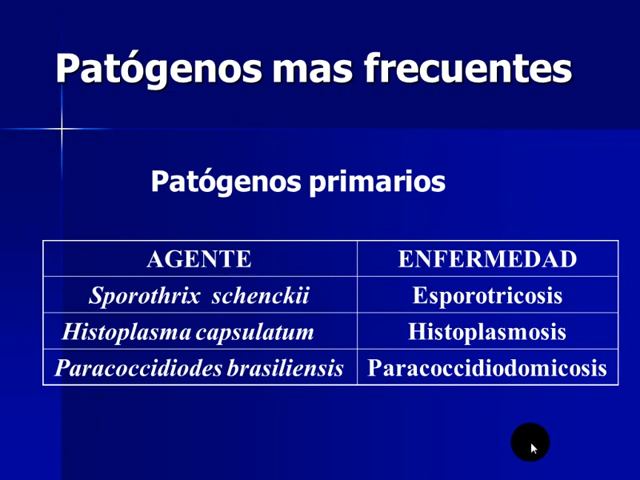 Patógenos mas frecuentes
Patógenos primarios
AGENTE ENFERMEDAD
Sporothrix schenckii Esporotricosis
Histoplasma capsulatum Histoplasmosis
Paracoccidiodes brasiliensis Paracoccidiodomicosis